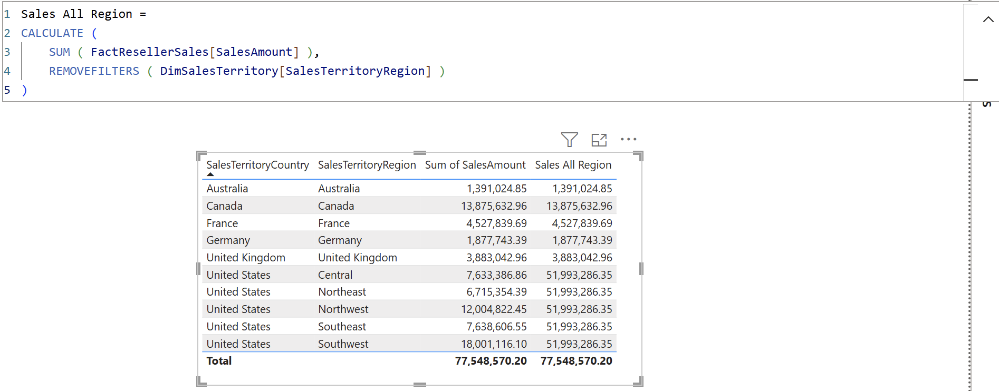 1 Sales All Region =
2 CALCULATE (
3 SUM ( FactResellerSales[SalesAmount] ),
4 REMOVEFILTERS ( DimSalesTerritory[SalesTerritoryRegion] )
5 )
SalesTerritoryCountry SalesTerritoryRegion Sum of SalesAmount Sales All Region
Australia Australia 1,391,024.85 1,391,024.85
Canada Canada 13,875,632.96 13,875,632.96
France France 4,527,839.69 4,527,839.69
Germany Germany 1,877,743.39 1,877,743.39
United Kingdom United Kingdom 3,883,042.96 3,883,042.96
United States Central 7,633,386.86 51,993,286.35
United States Northeast 6,715,354.39 51,993,286.35
United States Northwest 12,004,822.45 51,993,286.35
United States Southeast 7,638,606.55 51,993,286.35
United States Southwest 18,001,116.10 51,993,286.35
Total 77,548,570.20 77,548,570.20